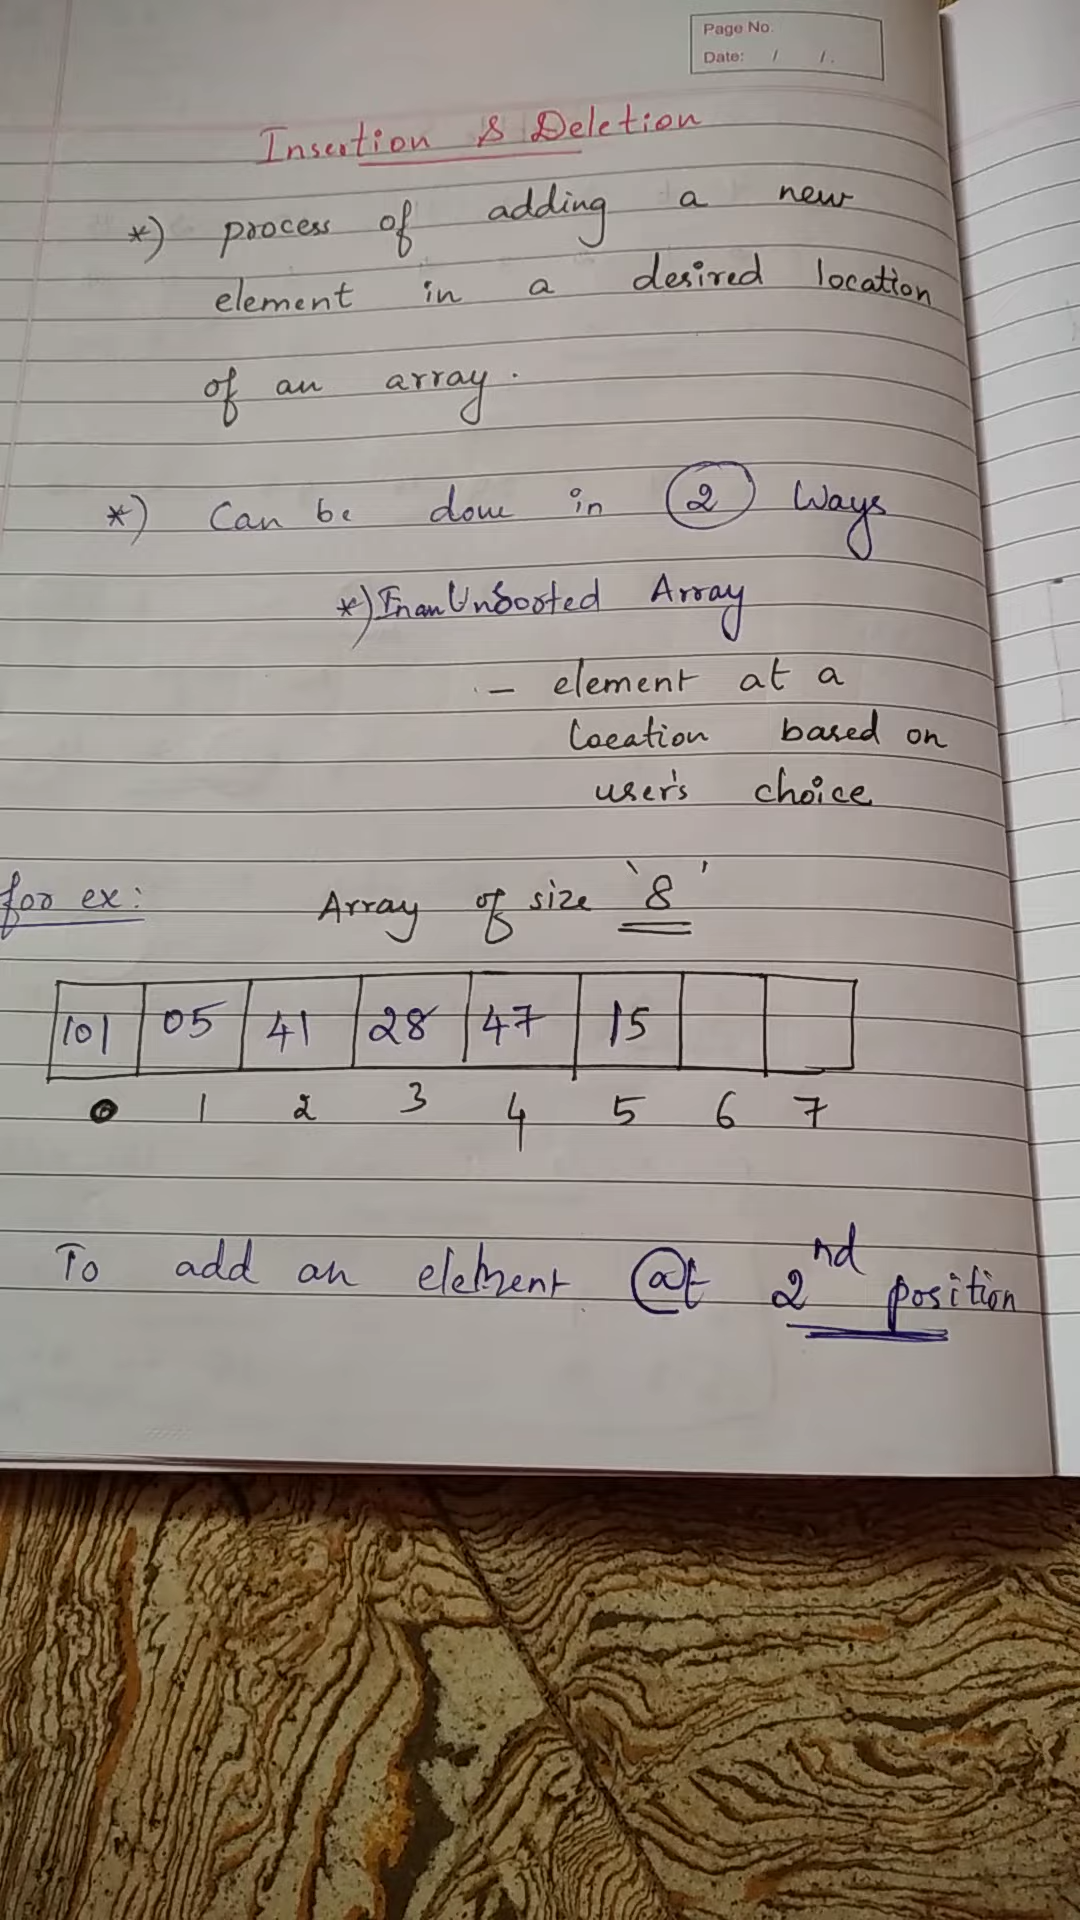 Page No.
Date: / /.
Insertion & Deletion
*) process of adding a new
element in a desired location
of an array.
*) Can be done in 2 Ways
*) In an UnSorted Array
- element at a
location based on
user's choice
for ex: Array of size '8'
101 05 41 28 47 15
0 1 2 3 4 5 6 7
To add an element @t 2nd position